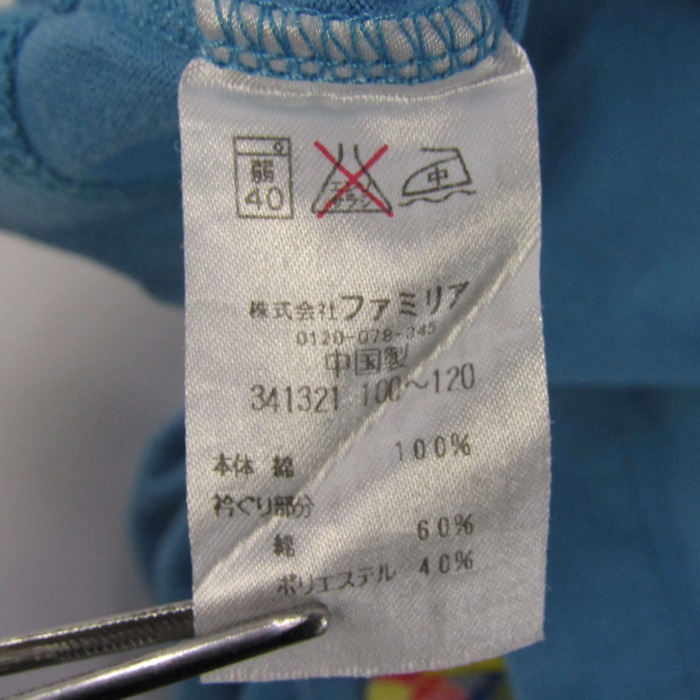 弱
40
エンソ
サラシ
中
株式会社ファミリア
0120-078-345
中国製
341321 100～120
本体 綿 100%
衿ぐり部分
綿 60%
ポリエステル 40%